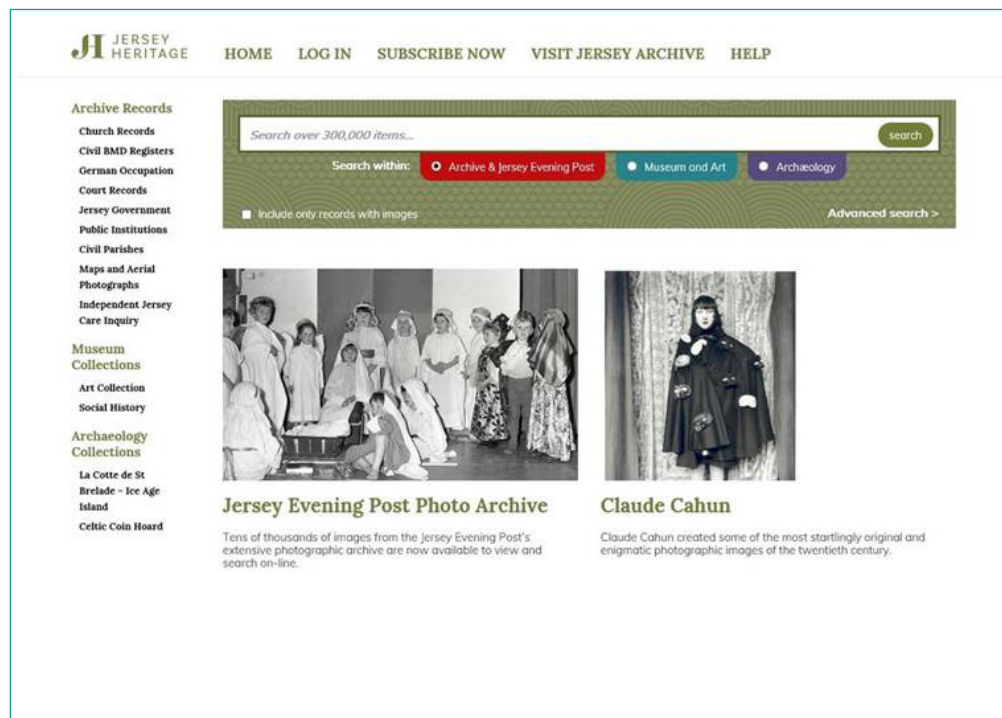 JERSEY
HERITAGE
HOME LOG IN SUBSCRIBE NOW VISIT JERSEY ARCHIVE HELP
Archive Records
Church Records
Civil BMD Registers
German Occupation
Court Records
Jersey Government
Public Institutions
Civil Parishes
Maps and Aerial
Photographs
Independent Jersey
Care Inquiry
Museum
Collections
Art Collection
Social History
Archaeology
Collections
La Cotte de St
Brelade – Ice Age
Island
Celtic Coin Hoard
Search over 300,000 items... search
Search within: Archive & Jersey Evening Post Museum and Art Archæology
Include only records with images Advanced search >
Jersey Evening Post Photo Archive
Tens of thousands of images from the Jersey Evening Post's
extensive photographic archive are now available to view and
search on-line.
Claude Cahun
Claude Cahun created some of the most startlingly original and
enigmatic photographic images of the twentieth century.